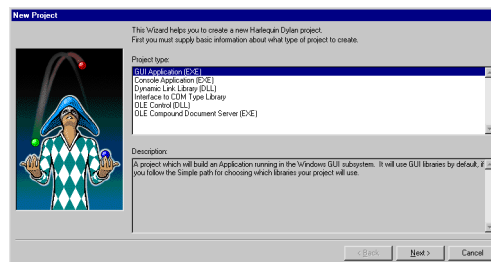 New Project
This Wizard helps you to create a new Harlequin Dylan project.
First you must supply basic information about what type of project to create.
Project type:
GUI Application (EXE)
Console Application (EXE)
Dynamic Link Library (DLL)
Interface to COM Type Library
OLE Control (DLL)
OLE Compound Document Server (EXE)
Description:
A project which will build an Application running in the Windows GUI subsystem.  It will use GUI libraries by default, if
you follow the Simple path for choosing which libraries your project will use.
< Back
Next >
Cancel